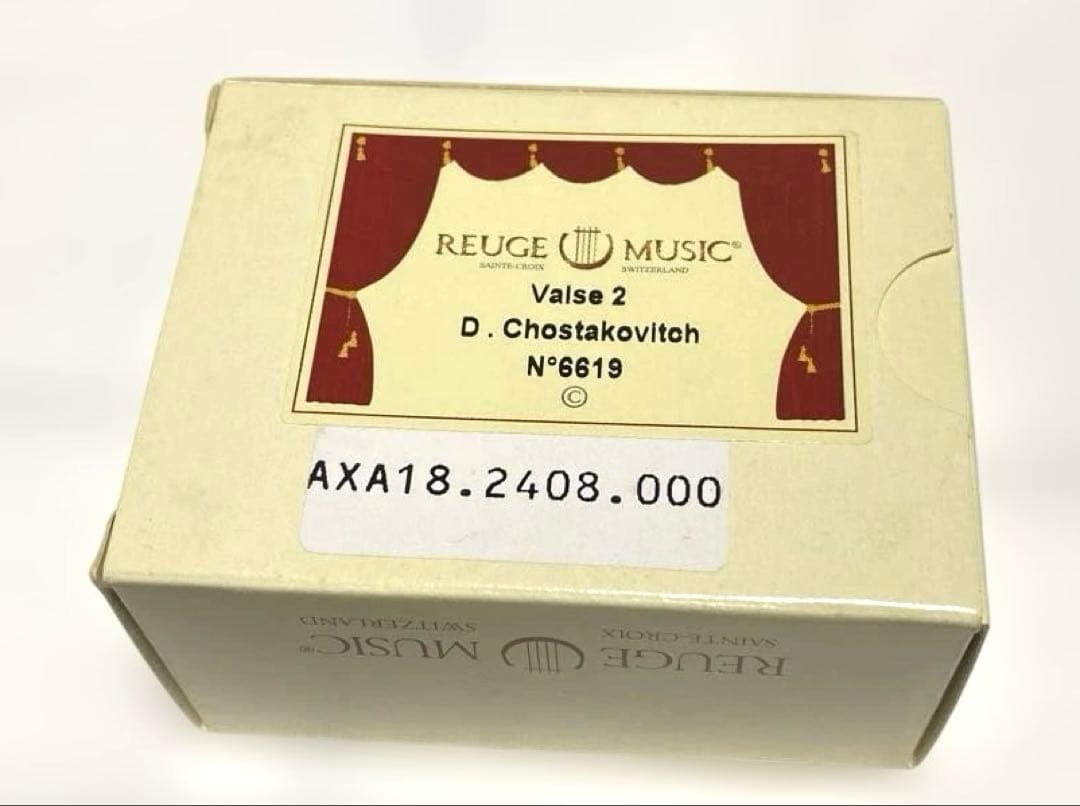 REUGE MUSIC®
SAINTE-CROIX SWITZERLAND
Valse 2
D . Chostakovitch
N°6619
©
AXA18.2408.000
REUGE MUSIC®
SAINTE-CROIX SWITZERLAND